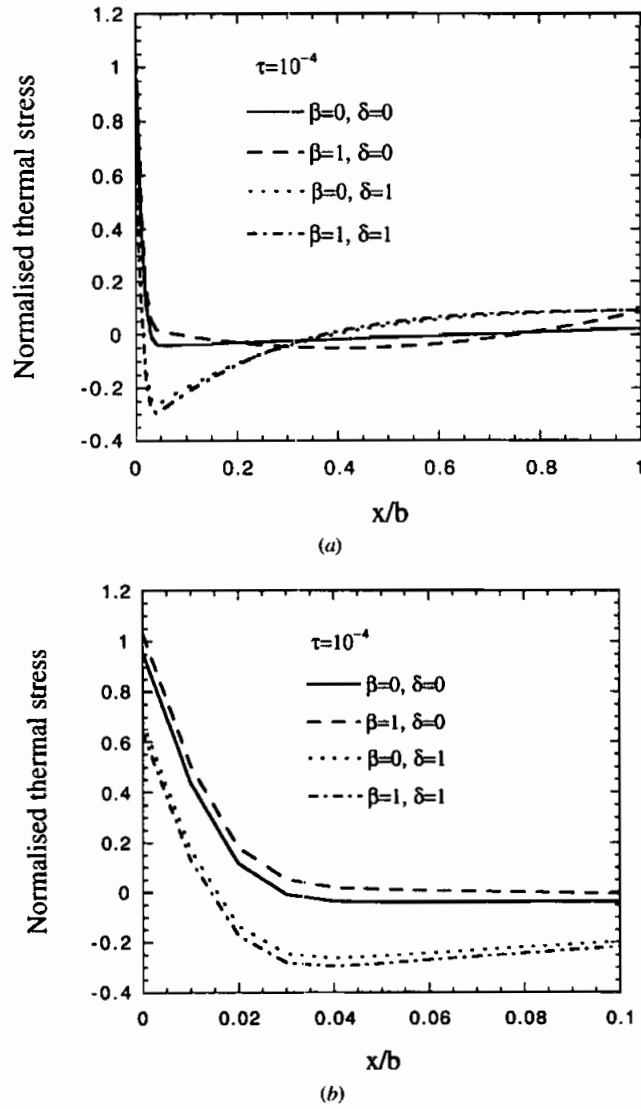 Normalised thermal stress
1.2
1
0.8
0.6
0.4
0.2
0
-0.2
-0.4
τ=10⁻⁴
β=0, δ=0
β=1, δ=0
β=0, δ=1
β=1, δ=1
0 0.2 0.4 0.6 0.8 1
x/b
(a)
Normalised thermal stress
1.2
1
0.8
0.6
0.4
0.2
0
-0.2
-0.4
τ=10⁻⁴
β=0, δ=0
β=1, δ=0
β=0, δ=1
β=1, δ=1
0 0.02 0.04 0.06 0.08 0.1
x/b
(b)